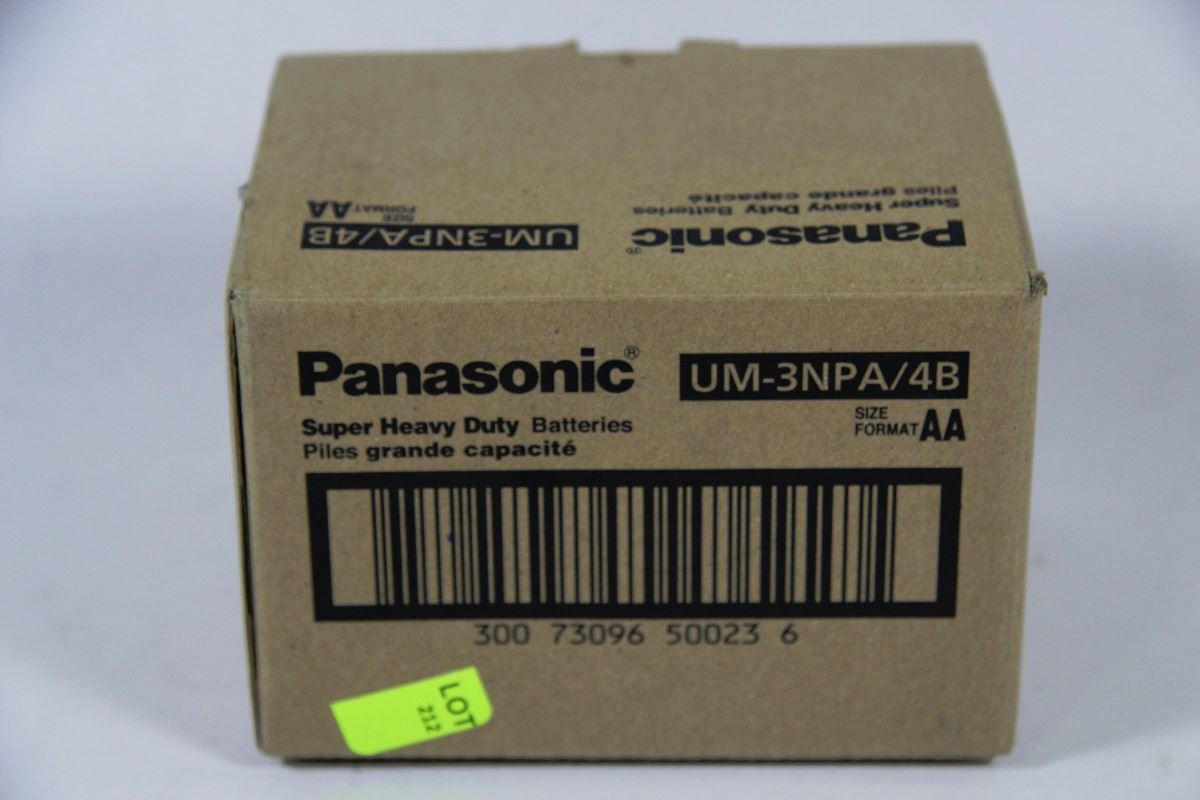 Piles grande capacité
Super Heavy Duty Batteries
Panasonic®
SIZE
FORMAT AA
UM-3NPA/4B
Panasonic®
UM-3NPA/4B
Super Heavy Duty Batteries
Piles grande capacité
SIZE
FORMAT AA
300 73096 50023 6
LOT
212